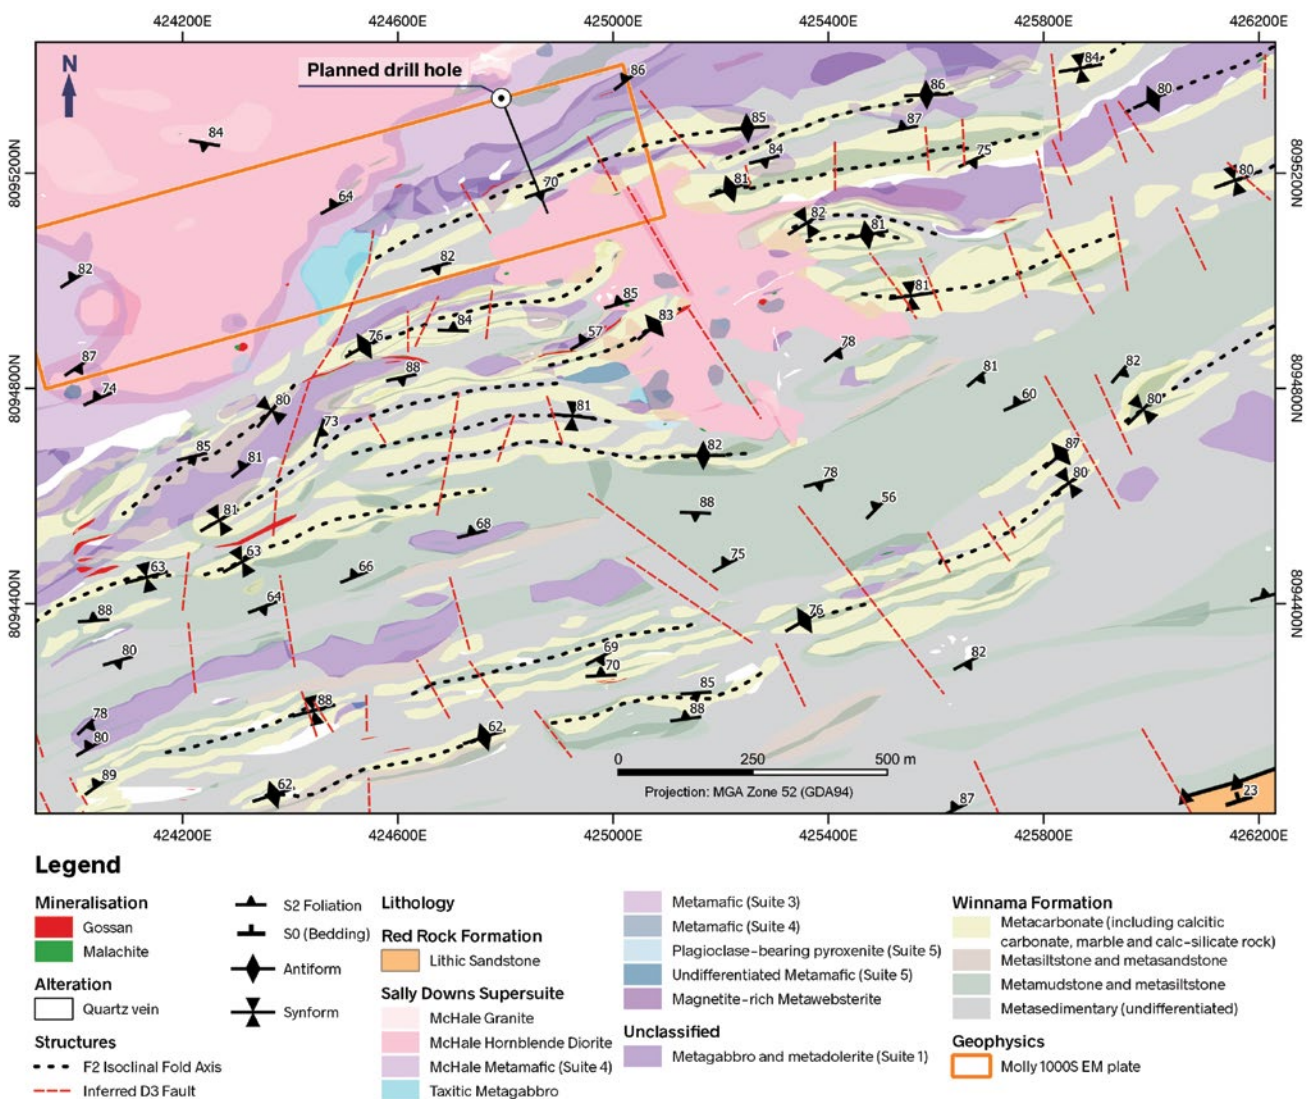 424200E 424600E 425000E 425400E 425800E 426200E
N
Planned drill hole
86
84
86
80
84
85
87
84
75
8095200N
8095200N
70
81
80
64
82
81
82
82
81
85
83
84
76
57
78
87
88
81
82
74
60
8094800N
8094800N
80
81
80
73
85
81
82
87
80
78
56
81
88
68
75
63
63
66
64
76
8094400N
8094400N
88
80
69
70
82
85
88
88
78
80
62
89
62
87
23
0 250 500 m
Projection: MGA Zone 52 (GDA94)
424200E 424600E 425000E 425400E 425800E 426200E
Legend
Mineralisation
Gossan
Malachite
Alteration
Quartz vein
Structures
F2 Isoclinal Fold Axis
Inferred D3 Fault
S2 Foliation
S0 (Bedding)
Antiform
Synform
Lithology
Red Rock Formation
Lithic Sandstone
Sally Downs Supersuite
McHale Granite
McHale Hornblende Diorite
McHale Metamafic (Suite 4)
Taxitic Metagabbro
Metamafic (Suite 3)
Metamafic (Suite 4)
Plagioclase-bearing pyroxenite (Suite 5)
Undifferentiated Metamafic (Suite 5)
Magnetite-rich Metawebsterite
Unclassified
Metagabbro and metadolerite (Suite 1)
Winnama Formation
Metacarbonate (including calcitic
carbonate, marble and calc-silicate rock)
Metasiltstone and metasandstone
Metamudstone and metasiltstone
Metasedimentary (undifferentiated)
Geophysics
Molly 1000S EM plate